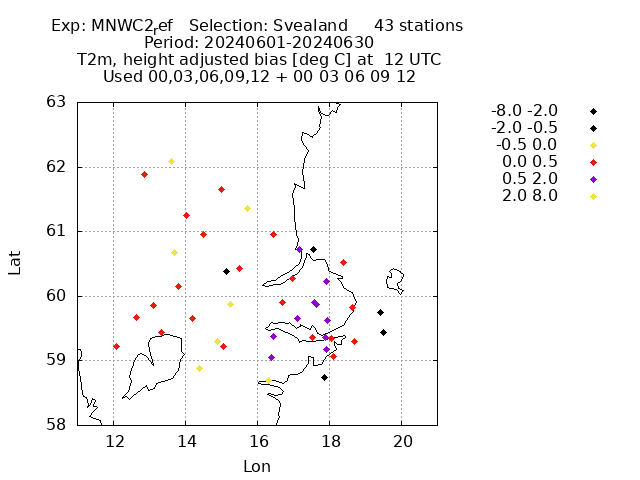 Exp: MNWC2ref   Selection: Svealand     43 stations
Period: 20240601-20240630
T2m, height adjusted bias [deg C] at  12 UTC
Used 00,03,06,09,12 + 00 03 06 09 12
63
62
61
60
59
58
12 14 16 18 20
Lat
Lon
-8.0 -2.0
-2.0 -0.5
-0.5 0.0
0.0 0.5
0.5 2.0
2.0 8.0